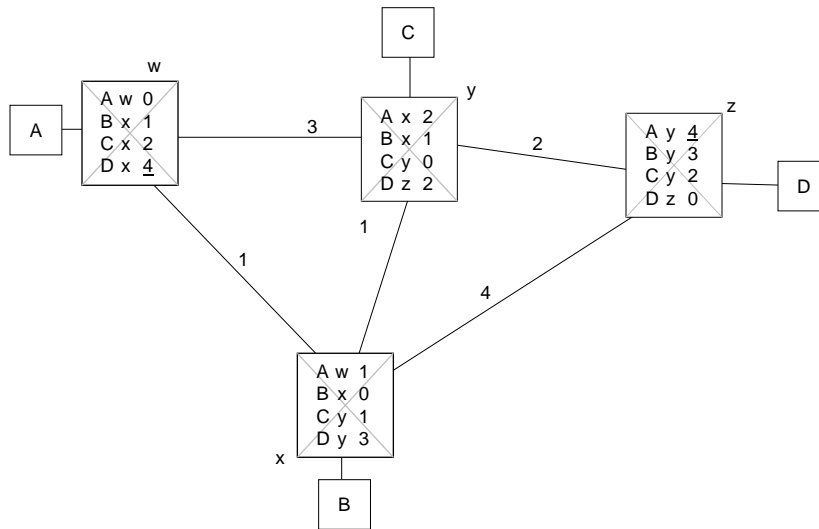 C
w
y
A w 0
B x 1
C x 2
D x 4
A
3
A x 2
B x 1
C y 0
D z 2
z
2
A y 4
B y 3
C y 2
D z 0
D
1
1
4
A w 1
B x 0
C y 1
D y 3
x
B